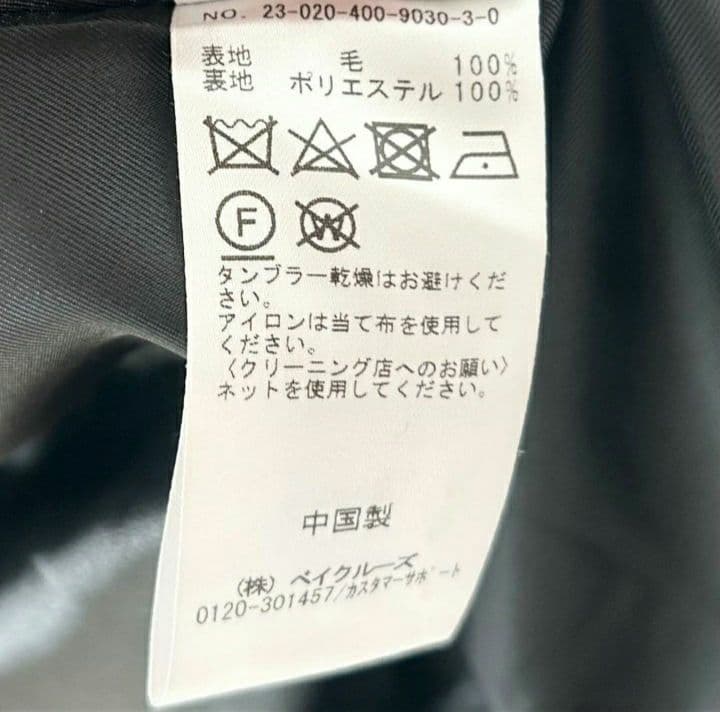 NO. 23-020-400-9030-3-0
表地 毛 100%
裏地 ポリエステル 100%
F
W
タンブラー乾燥はお避けくだ
さい。
アイロンは当て布を使用して
ください。
〈クリーニング店へのお願い〉
ネットを使用してください。
中国製
(株) ベイクルーズ
0120-301457/カスタマーサポート